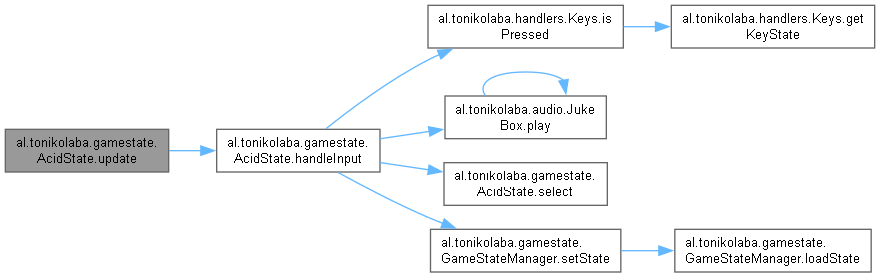 al.tonikolaba.gamestate.
AcidState.update
al.tonikolaba.gamestate.
AcidState.handleInput
al.tonikolaba.handlers.Keys.is
Pressed
al.tonikolaba.handlers.Keys.get
KeyState
al.tonikolaba.audio.Juke
Box.play
al.tonikolaba.gamestate.
AcidState.select
al.tonikolaba.gamestate.
GameStateManager.setState
al.tonikolaba.gamestate.
GameStateManager.loadState